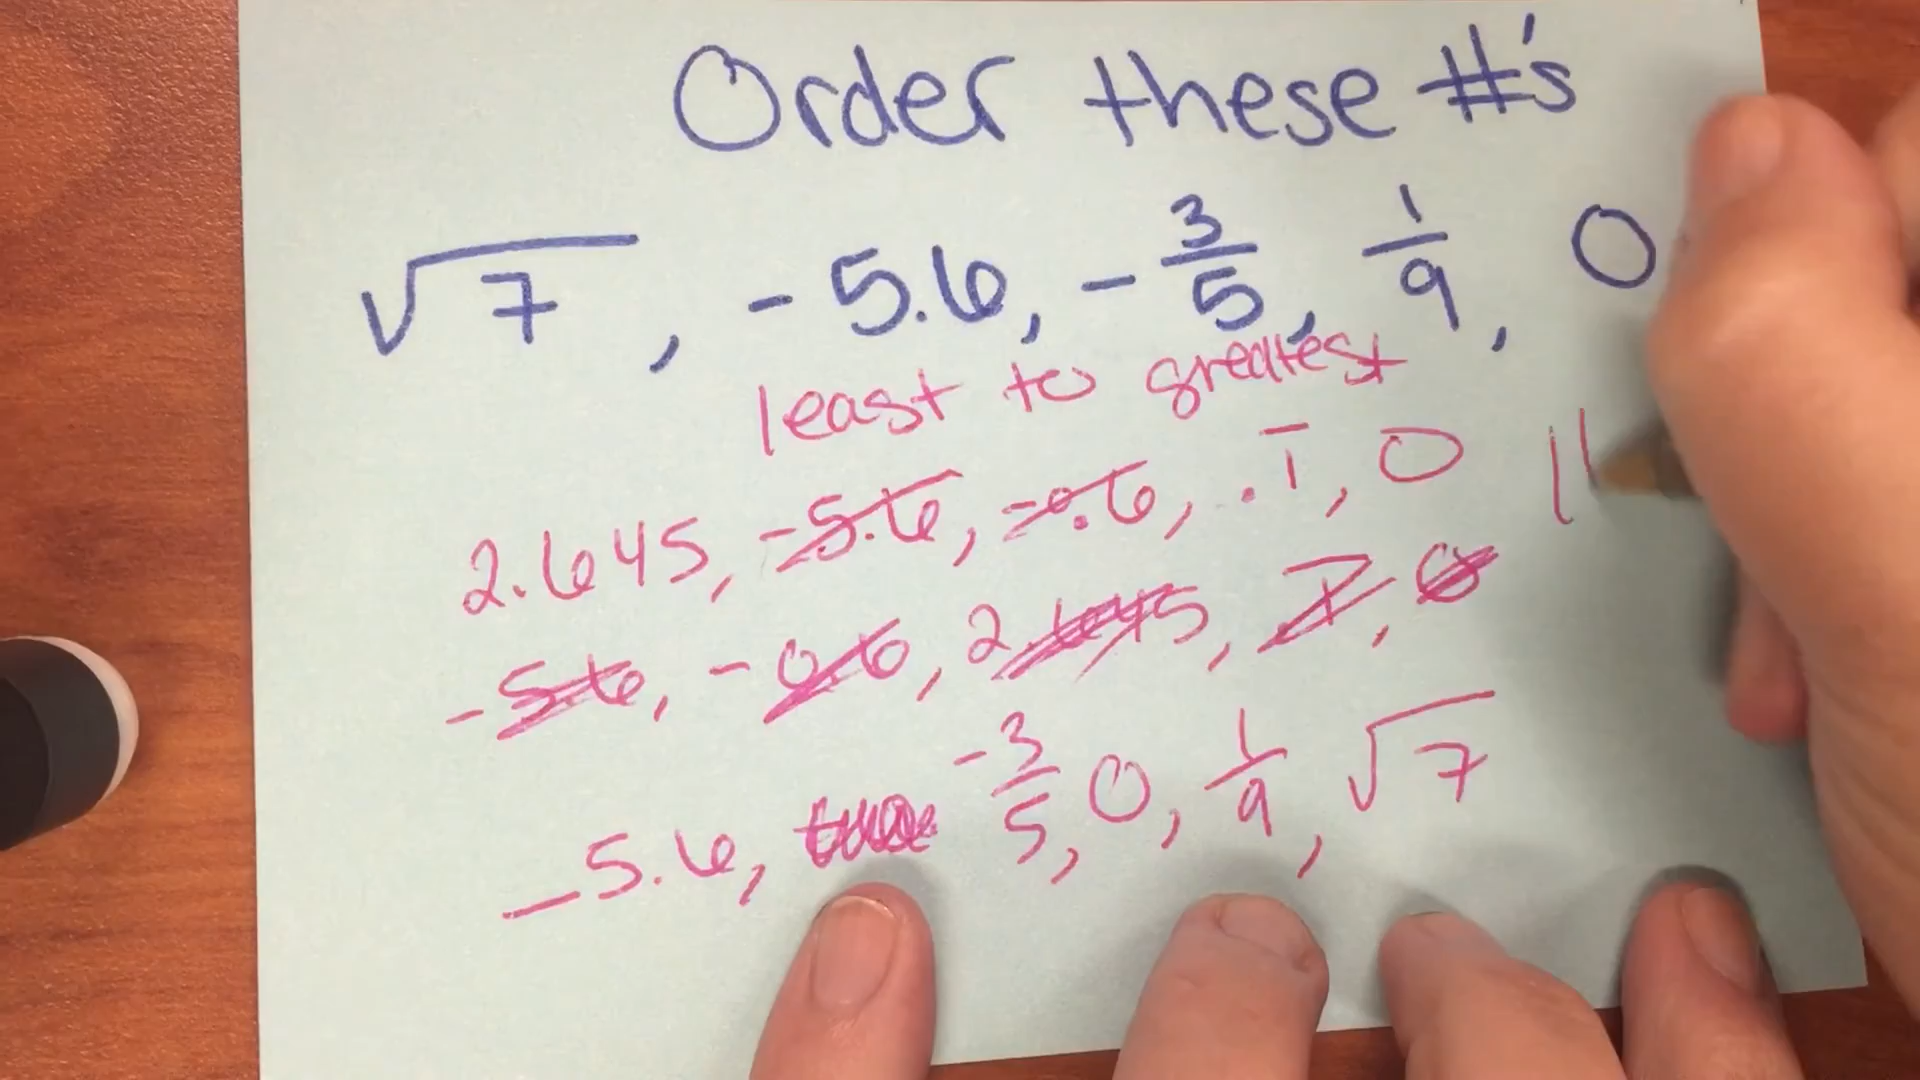 Order these #'s
√7, -5.6, -3/5, 1/9, 0
least to greatest
2.645, -5.6, -0.6, .1̅, 0
-5.6, -0.6, 2.645, .1̅, 0
-5.6, -3/5, 0, 1/9, √7